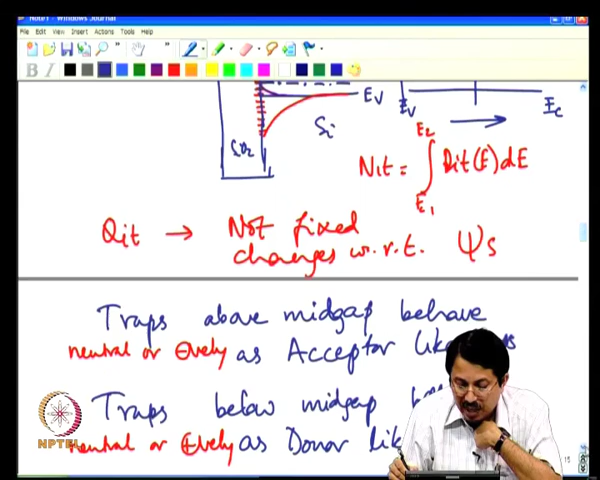 Note1 - Windows Journal
File Edit View Insert Actions Tools Help
B I
SiO2
EV
Si
EV
EC
Nit = ∫ Dit(E) dE
E2
E1
Qit → Not fixed
changes w.r.t. ψs
Traps above midgap behave
neutral or ⊖vely as Acceptor Like
Traps below midgap
neutral or ⊕vely as Donor Like
NPTEL
15